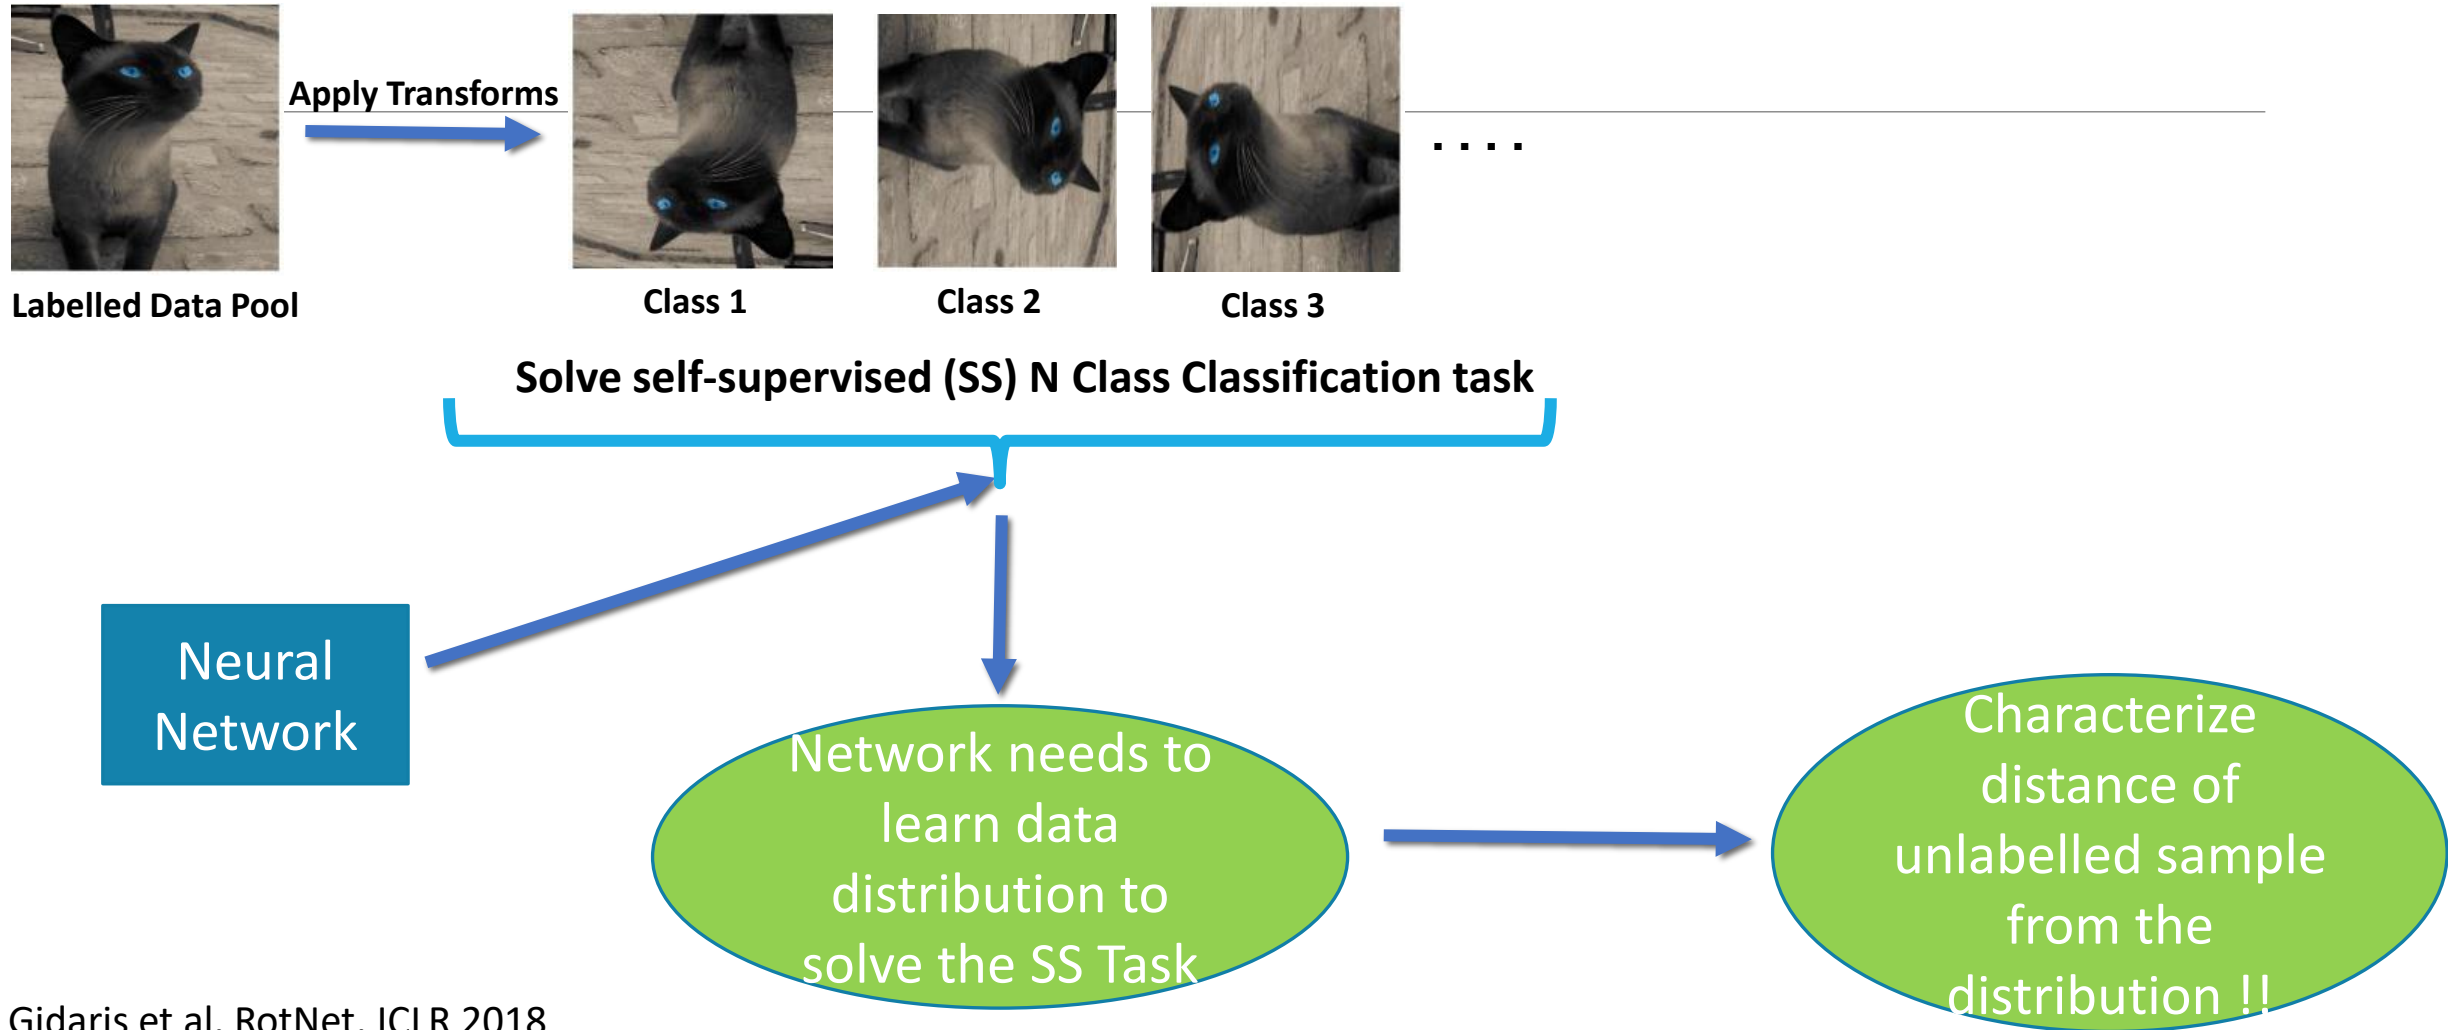 Apply Transforms
. . . .
Labelled Data Pool
Class 1
Class 2
Class 3
Solve self-supervised (SS) N Class Classification task
Neural
Network
Network needs to
learn data
distribution to
solve the SS Task
Characterize
distance of
unlabelled sample
from the
distribution !!
Gidaris et al, RotNet, ICLR 2018